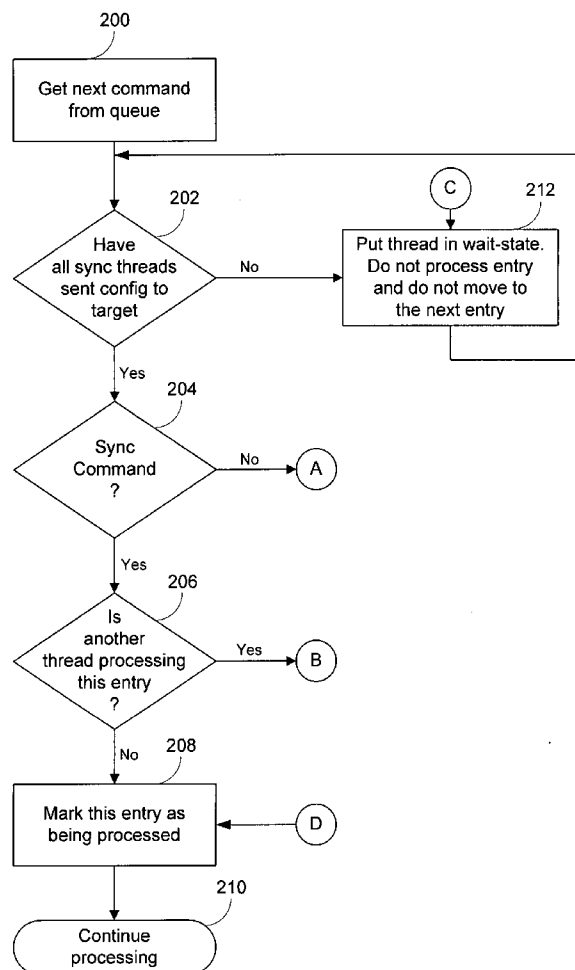 200
Get next command
from queue
202
Have
all sync threads
sent config to
target
No
C
212
Put thread in wait-state.
Do not process entry
and do not move to
the next entry
Yes
204
Sync
Command
?
No
A
Yes
206
Is
another
thread processing
this entry
?
Yes
B
No
208
Mark this entry as
being processed
D
210
Continue
processing